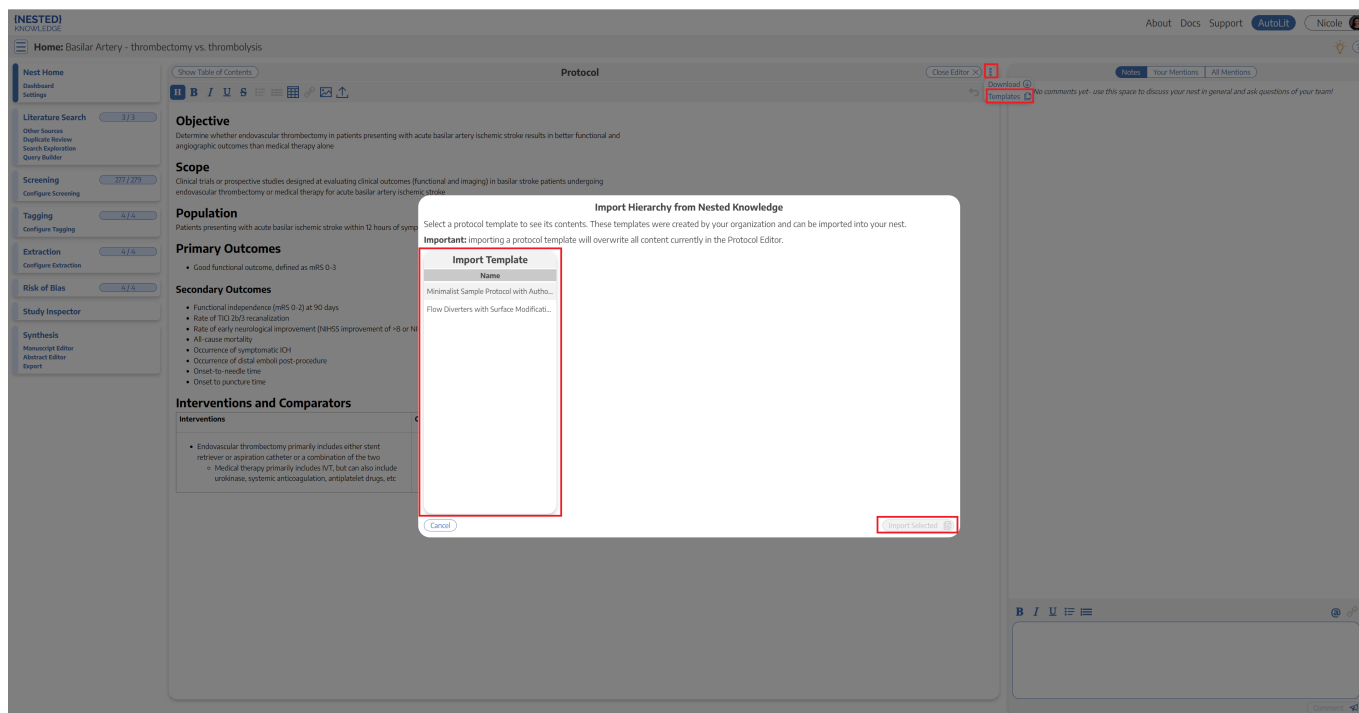 {NESTED}
KNOWLEDGE
About Docs Support AutoLit Nicole
Home: Basilar Artery - thrombectomy vs. thrombolysis
Nest Home
Dashboard
Settings
Literature Search 3 / 3
Other Sources
Duplicate Review
Search Exploration
Query Builder
Screening 277 / 279
Configure Screening
Tagging 4 / 4
Configure Tagging
Extraction 4 / 4
Configure Extraction
Risk of Bias 4 / 4
Study Inspector
Synthesis
Manuscript Editor
Abstract Editor
Export
Show Table of Contents
Protocol
Close Editor ×
Download
Templates
H B I U S
Objective
Determine whether endovascular thrombectomy in patients presenting with acute basilar artery ischemic stroke results in better functional and
angiographic outcomes than medical therapy alone
Scope
Clinical trials or prospective studies designed at evaluating clinical outcomes (functional and imaging) in basilar stroke patients undergoing
endovascular thrombectomy or medical therapy for acute basilar artery ischemic stroke
Population
Patients presenting with acute basilar ischemic stroke within 12 hours of symp
Primary Outcomes
• Good functional outcome, defined as mRS 0-3
Secondary Outcomes
• Functional independence (mRS 0-2) at 90 days
• Rate of TICI 2b/3 recanalization
• Rate of early neurological improvement (NIHSS improvement of >8 or NI
• All-cause mortality
• Occurrence of symptomatic ICH
• Occurrence of distal emboli post-procedure
• Onset-to-needle time
• Onset to puncture time
Interventions and Comparators
Interventions
• Endovascular thrombectomy primarily includes either stent
retriever or aspiration catheter or a combination of the two
Medical therapy primarily includes IVT, but can also include
urokinase, systemic anticoagulation, antiplatelet drugs, etc
Import Hierarchy from Nested Knowledge
Select a protocol template to see its contents. These templates were created by your organization and can be imported into your nest.
Important: importing a protocol template will overwrite all content currently in the Protocol Editor.
Import Template
Name
Minimalist Sample Protocol with Autho...
Flow Diverters with Surface Modificati...
Cancel
Import Selected
Notes Your Mentions All Mentions
No comments yet- use this space to discuss your nest in general and ask questions of your team!
B I U @
Comment